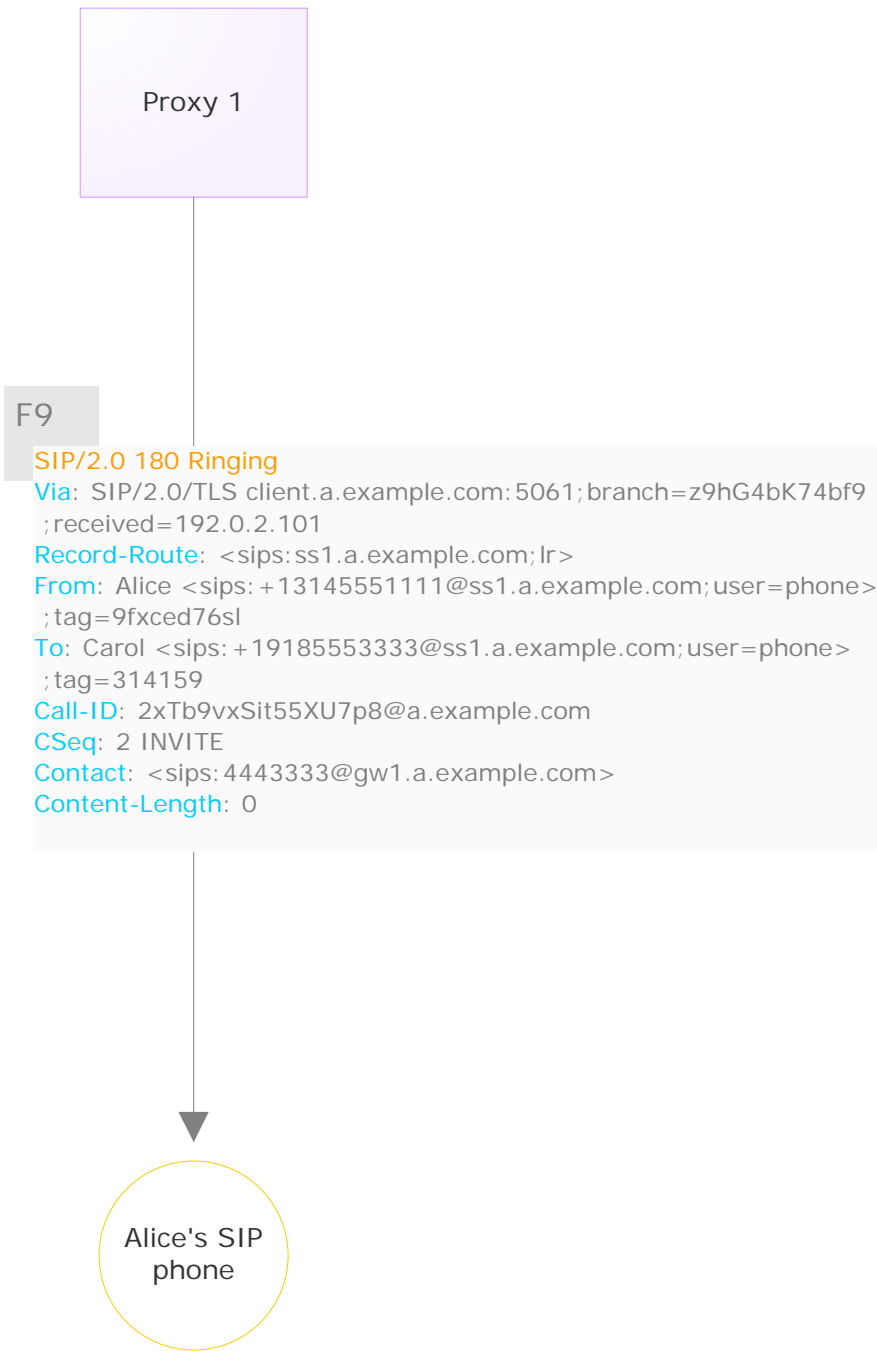 Proxy 1
F9
SIP/2.0 180 Ringing
Via: SIP/2.0/TLS client.a.example.com:5061;branch=z9hG4bK74bf9
;received=192.0.2.101
Record-Route: <sips:ss1.a.example.com;lr>
From: Alice <sips:+13145551111@ss1.a.example.com;user=phone>
;tag=9fxced76sl
To: Carol <sips:+19185553333@ss1.a.example.com;user=phone>
;tag=314159
Call-ID: 2xTb9vxSit55XU7p8@a.example.com
CSeq: 2 INVITE
Contact: <sips:4443333@gw1.a.example.com>
Content-Length: 0
Alice's SIP
phone